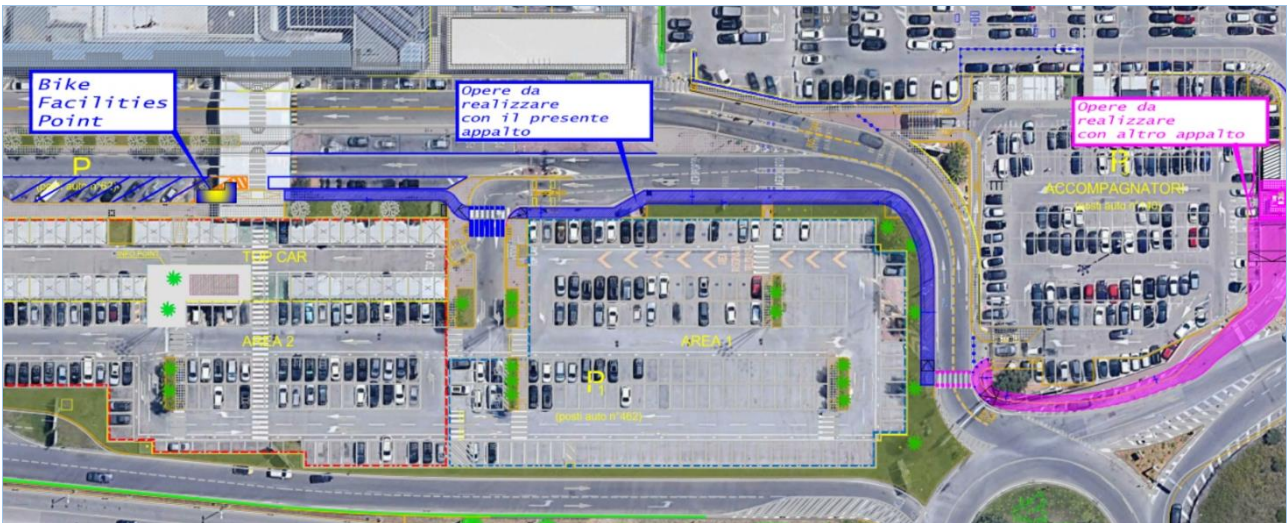 Bike
Facilities
Point
Opere da
realizzare
con il presente
appalto
Opere da
realizzare
con altro appalto
P
ACCOMPAGNATORI
TOP CAR
AREA 2
AREA 1
P
(posti auto n°462)